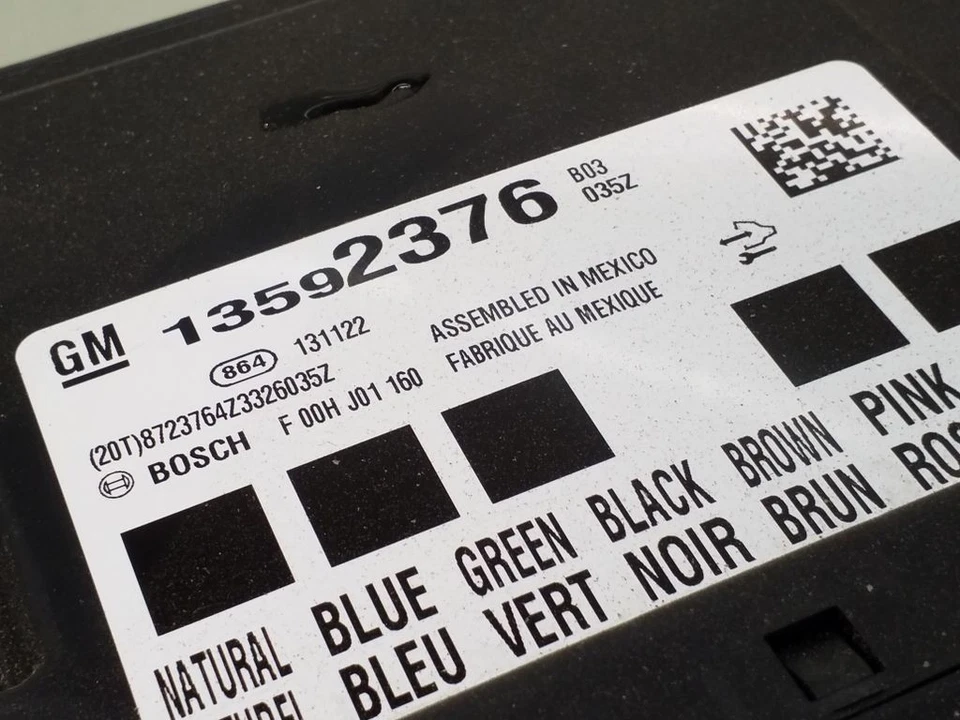 GM 13592376 B03
035Z
864 131122
(20T)8723764Z3326035Z
ASSEMBLED IN MEXICO
FABRIQUE AU MEXIQUE
BOSCH F 00H J01 160
NATURAL BLUE GREEN BLACK BROWN PINK
BLEU VERT NOIR BRUN